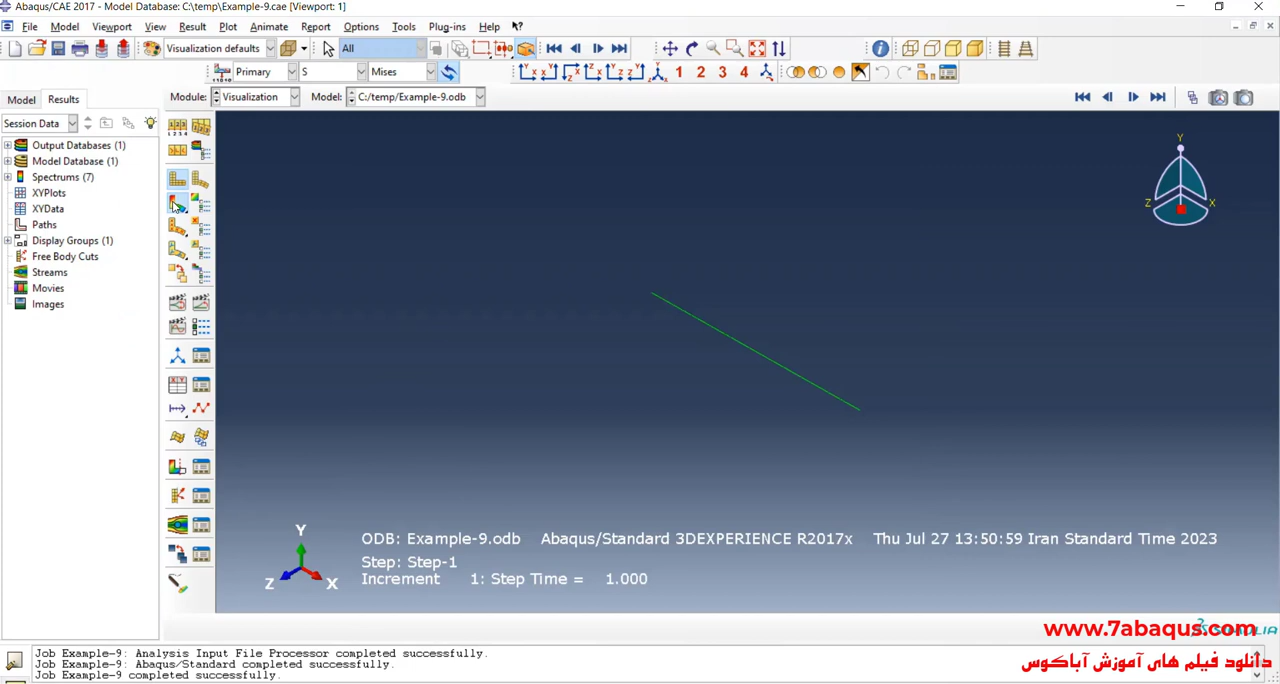 Abaqus/CAE 2017 - Model Database: C:\temp\Example-9.cae [Viewport: 1]
File Model Viewport View Result Plot Animate Report Options Tools Plug-ins Help
Visualization defaults All
Primary S Mises 1 2 3 4
Model Results Module: Visualization Model: C:/temp/Example-9.odb
Session Data
Output Databases (1)
Model Database (1)
Spectrums (7)
XYPlots
XYData
Paths
Display Groups (1)
Free Body Cuts
Streams
Movies
Images
Y
Z X
Y
Z X
ODB: Example-9.odb Abaqus/Standard 3DEXPERIENCE R2017x Thu Jul 27 13:50:59 Iran Standard Time 2023
Step: Step-1
Increment 1: Step Time = 1.000
www.7abaqus.com
دانلود فیلم های آموزش آباکوس
Job Example-9: Analysis Input File Processor completed successfully.
Job Example-9: Abaqus/Standard completed successfully.
Job Example-9 completed successfully.